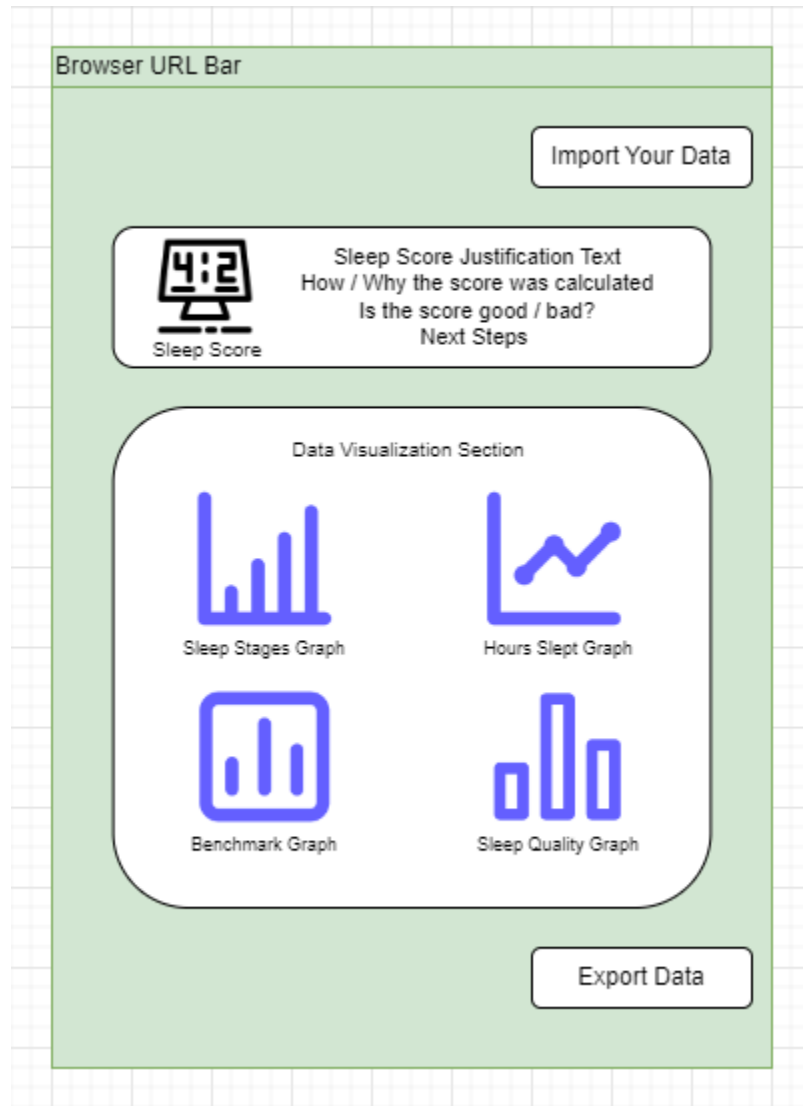 Browser URL Bar
Import Your Data
4:2
Sleep Score
Sleep Score Justification Text
How / Why the score was calculated
Is the score good / bad?
Next Steps
Data Visualization Section
Sleep Stages Graph
Hours Slept Graph
Benchmark Graph
Sleep Quality Graph
Export Data